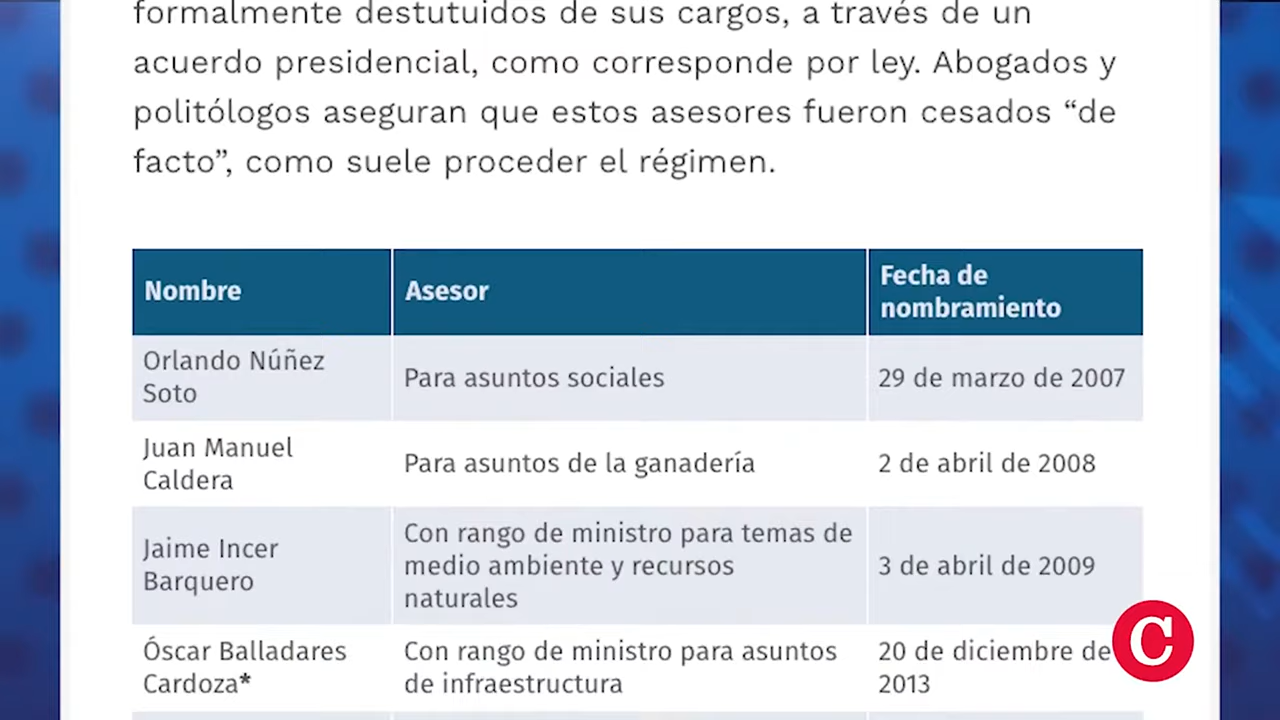 formalmente destutuidos de sus cargos, a través de un
acuerdo presidencial, como corresponde por ley. Abogados y
politólogos aseguran que estos asesores fueron cesados “de
facto”, como suele proceder el régimen.
Nombre
Asesor
Fecha de
nombramiento
Orlando Núñez
Soto
Para asuntos sociales
29 de marzo de 2007
Juan Manuel
Caldera
Para asuntos de la ganadería
2 de abril de 2008
Jaime Incer
Barquero
Con rango de ministro para temas de
medio ambiente y recursos
naturales
3 de abril de 2009
Óscar Balladares
Cardoza*
Con rango de ministro para asuntos
de infraestructura
20 de diciembre de
2013
C